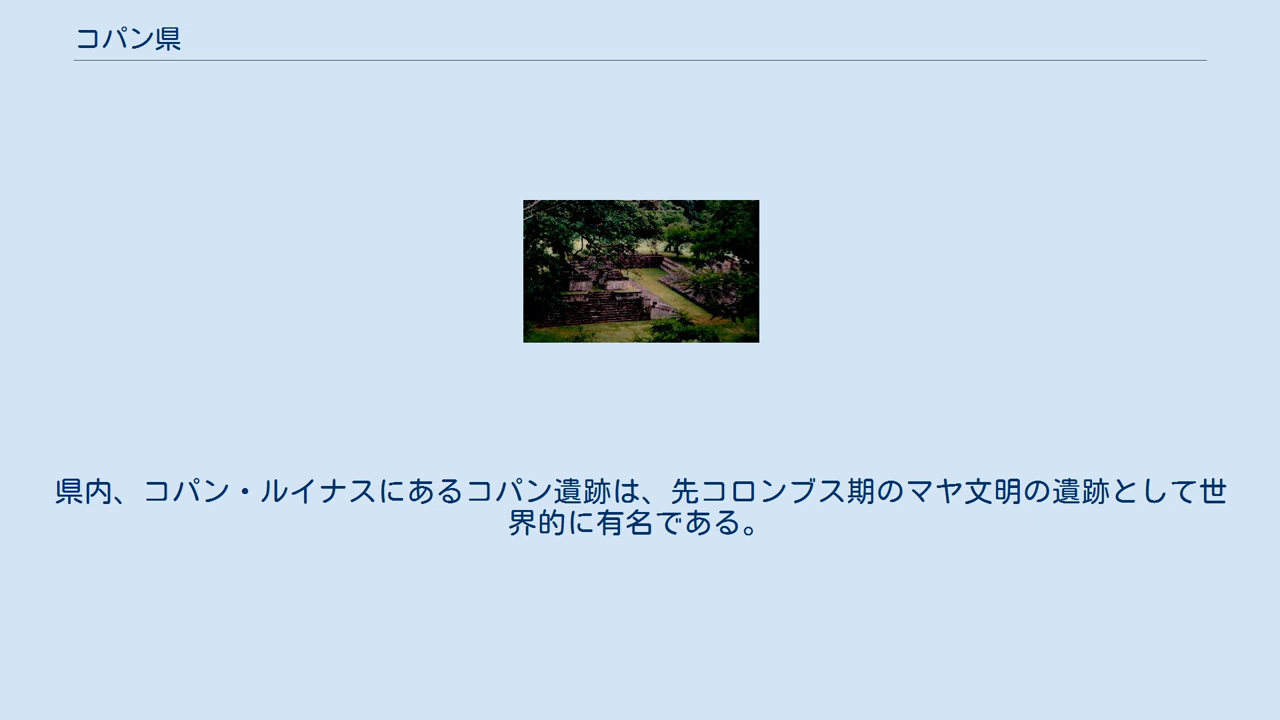 コパン県
県内、コパン・ルイナスにあるコパン遺跡は、先コロンブス期のマヤ文明の遺跡として世
界的に有名である。